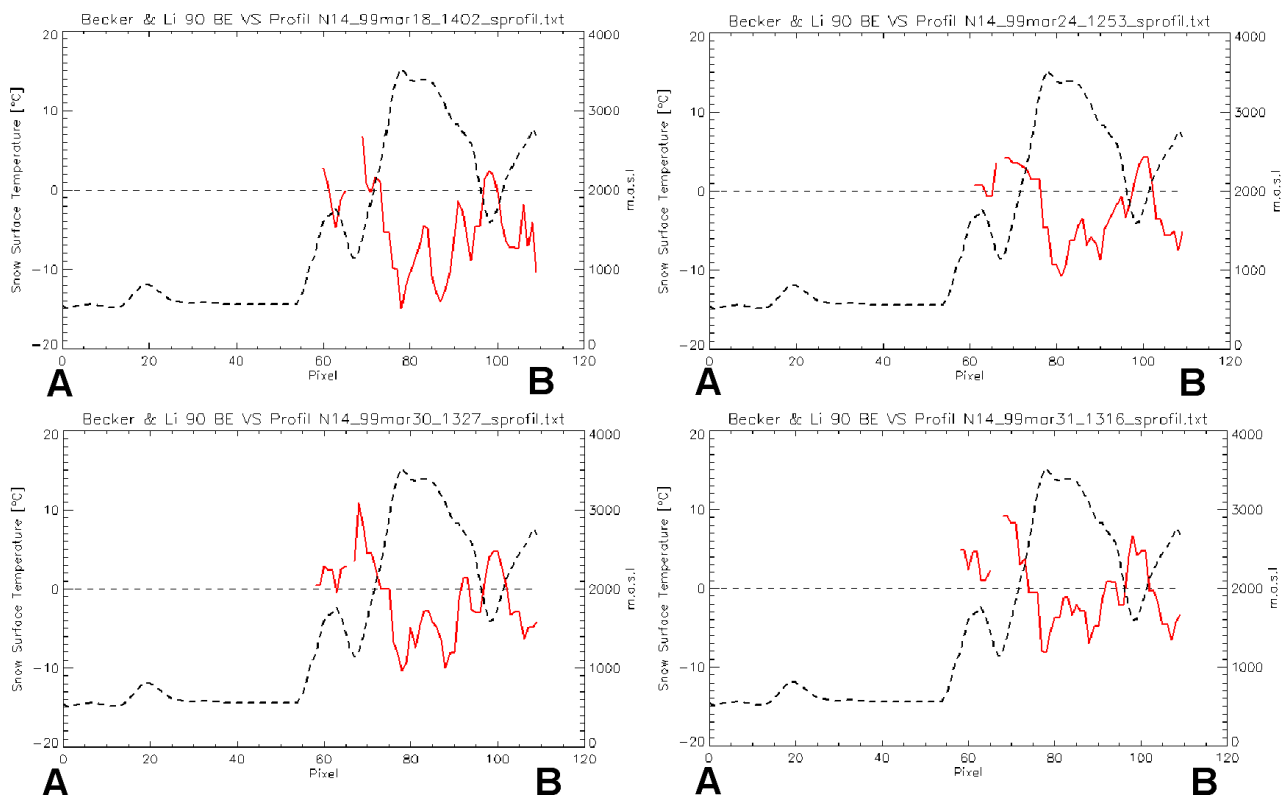 Becker & Li 90 BE VS Profil N14_99mar18_1402_sprofil.txt
20
10
0
-10
-20
Snow Surface Temperature [°C]
4000
3000
2000
1000
0
m.a.s.l
0 20 40 60 80 100 120
Pixel
A B
Becker & Li 90 BE VS Profil N14_99mar24_1253_sprofil.txt
20
10
0
-10
-20
Snow Surface Temperature [°C]
4000
3000
2000
1000
0
m.a.s.l
0 20 40 60 80 100 120
Pixel
A B
Becker & Li 90 BE VS Profil N14_99mar30_1327_sprofil.txt
20
10
0
-10
-20
Snow Surface Temperature [°C]
4000
3000
2000
1000
0
m.a.s.l
0 20 40 60 80 100 120
Pixel
A B
Becker & Li 90 BE VS Profil N14_99mar31_1316_sprofil.txt
20
10
0
-10
-20
Snow Surface Temperature [°C]
4000
3000
2000
1000
0
m.a.s.l
0 20 40 60 80 100 120
Pixel
A B